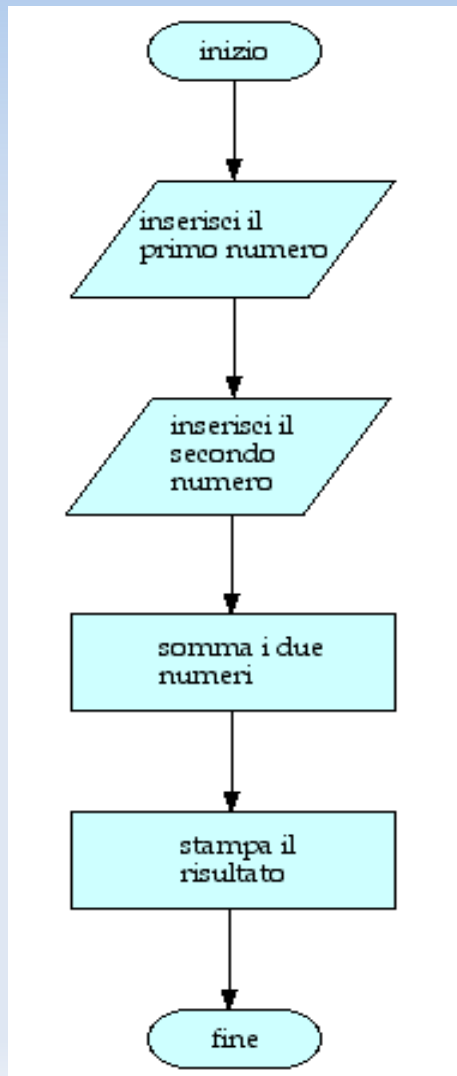 inizio
inserisci il
primo numero
inserisci il
secondo
numero
somma i due
numeri
stampa il
risultato
fine